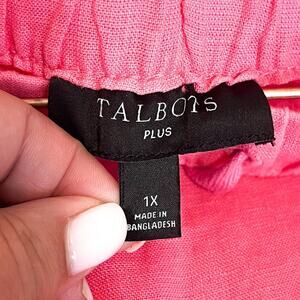 TALBOTS
PLUS
1X
MADE IN
BANGLADESH